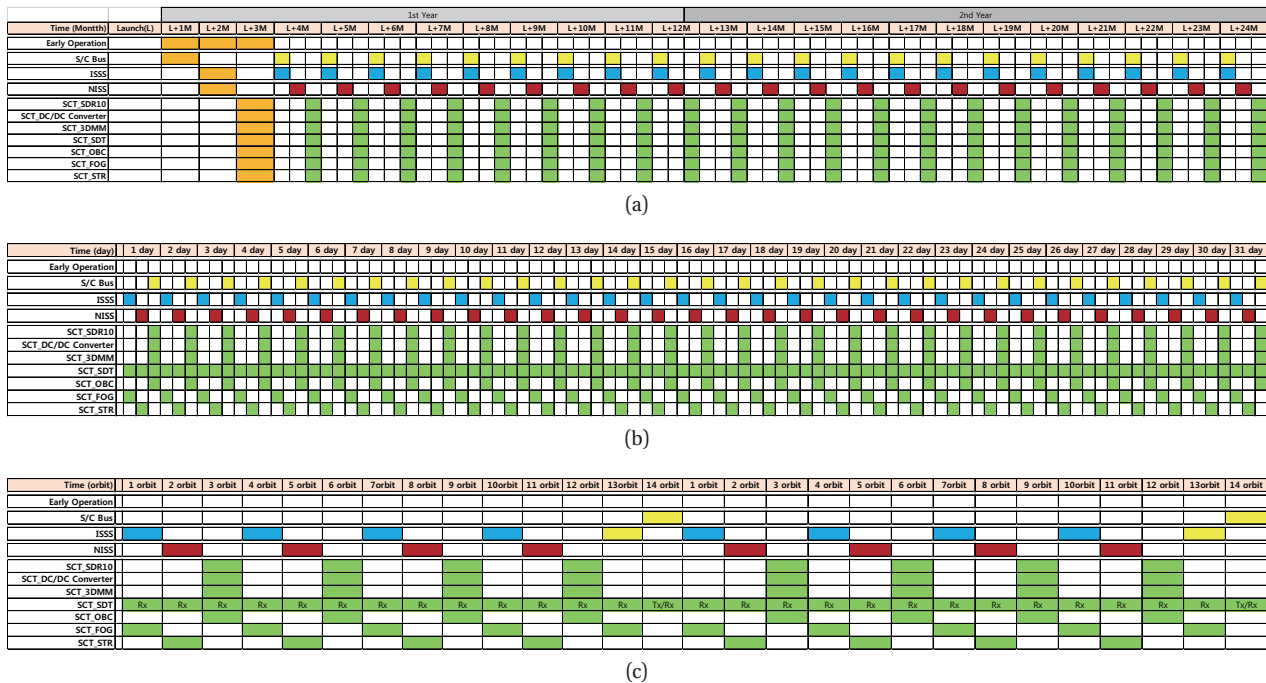 1st Year 2nd Year
Time (Montth) Launch(L) L+1M L+2M L+3M L+4M L+5M L+6M L+7M L+8M L+9M L+10M L+11M L+12M L+13M L+14M L+15M L+16M L+17M L+18M L+19M L+20M L+21M L+22M L+23M L+24M
Early Operation
S/C Bus
ISSS
NISS
SCT_SDR10
SCT_DC/DC Converter
SCT_3DMM
SCT_SDT
SCT_OBC
SCT_FOG
SCT_STR
(a)
Time (day) 1 day 2 day 3 day 4 day 5 day 6 day 7 day 8 day 9 day 10 day 11 day 12 day 13 day 14 day 15 day 16 day 17 day 18 day 19 day 20 day 21 day 22 day 23 day 24 day 25 day 26 day 27 day 28 day 29 day 30 day 31 day
Early Operation
S/C Bus
ISSS
NISS
SCT_SDR10
SCT_DC/DC Converter
SCT_3DMM
SCT_SDT
SCT_OBC
SCT_FOG
SCT_STR
(b)
Time (orbit) 1 orbit 2 orbit 3 orbit 4 orbit 5 orbit 6 orbit 7orbit 8 orbit 9 orbit 10orbit 11 orbit 12 orbit 13orbit 14 orbit 1 orbit 2 orbit 3 orbit 4 orbit 5 orbit 6 orbit 7orbit 8 orbit 9 orbit 10orbit 11 orbit 12 orbit 13orbit 14 orbit
Early Operation
S/C Bus
ISSS
NISS
SCT_SDR10
SCT_DC/DC Converter
SCT_3DMM
SCT_SDT Rx Rx Rx Rx Rx Rx Rx Rx Rx Rx Rx Rx Rx Tx/Rx Rx Rx Rx Rx Rx Rx Rx Rx Rx Rx Rx Rx Rx Tx/Rx
SCT_OBC
SCT_FOG
SCT_STR
(c)